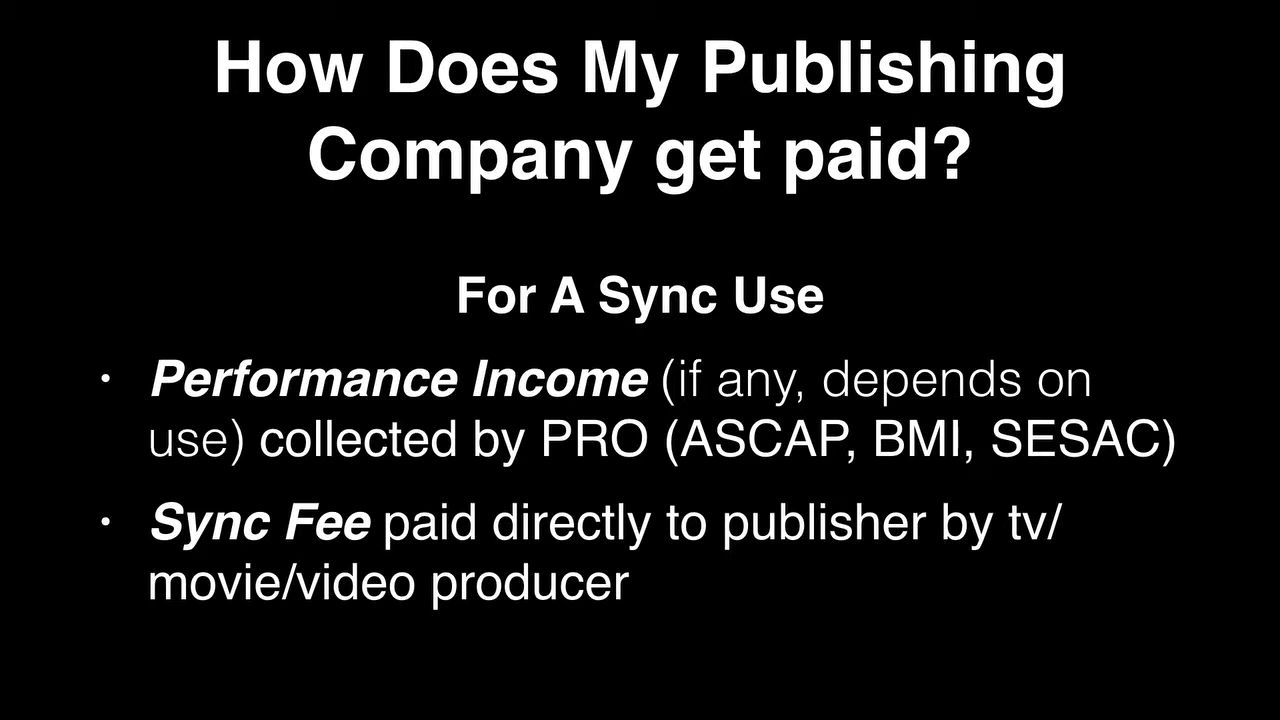 How Does My Publishing
Company get paid?
For A Sync Use
• Performance Income (if any, depends on
use) collected by PRO (ASCAP, BMI, SESAC)
• Sync Fee paid directly to publisher by tv/
movie/video producer